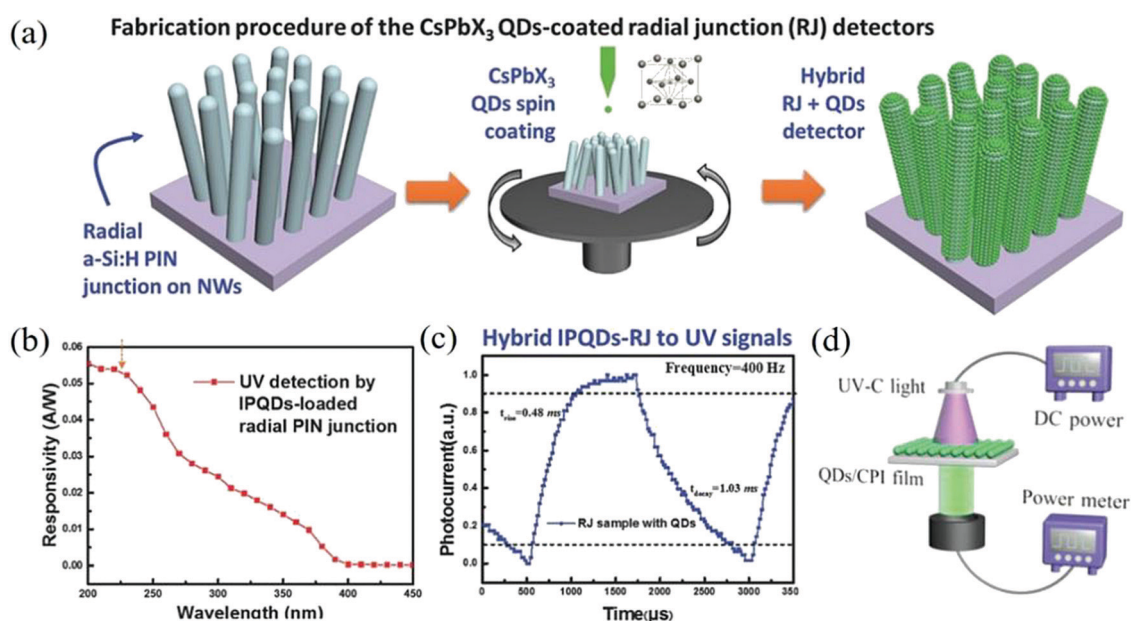 (a)
Fabrication procedure of the CsPbX₃ QDs-coated radial junction (RJ) detectors
CsPbX₃
QDs spin
coating
Hybrid
RJ + QDs
detector
Radial
a-Si:H PIN
junction on NWs
(b)
0.06
0.05
0.04
0.03
0.02
0.01
0.00
Responsivity (A/W)
UV detection by
IPQDs-loaded
radial PIN junction
200 250 300 350 400 450
Wavelength (nm)
(c)
Hybrid IPQDs-RJ to UV signals
Frequency=400 Hz
1.0
0.8
0.6
0.4
0.2
0.0
Photocurrent(a.u.)
t_rise=0.48 ms
t_decay=1.03 ms
RJ sample with QDs
0 500 1000 1500 2000 2500 3000 350
Time(μs)
(d)
UV-C light
DC power
QDs/CPI film
Power meter